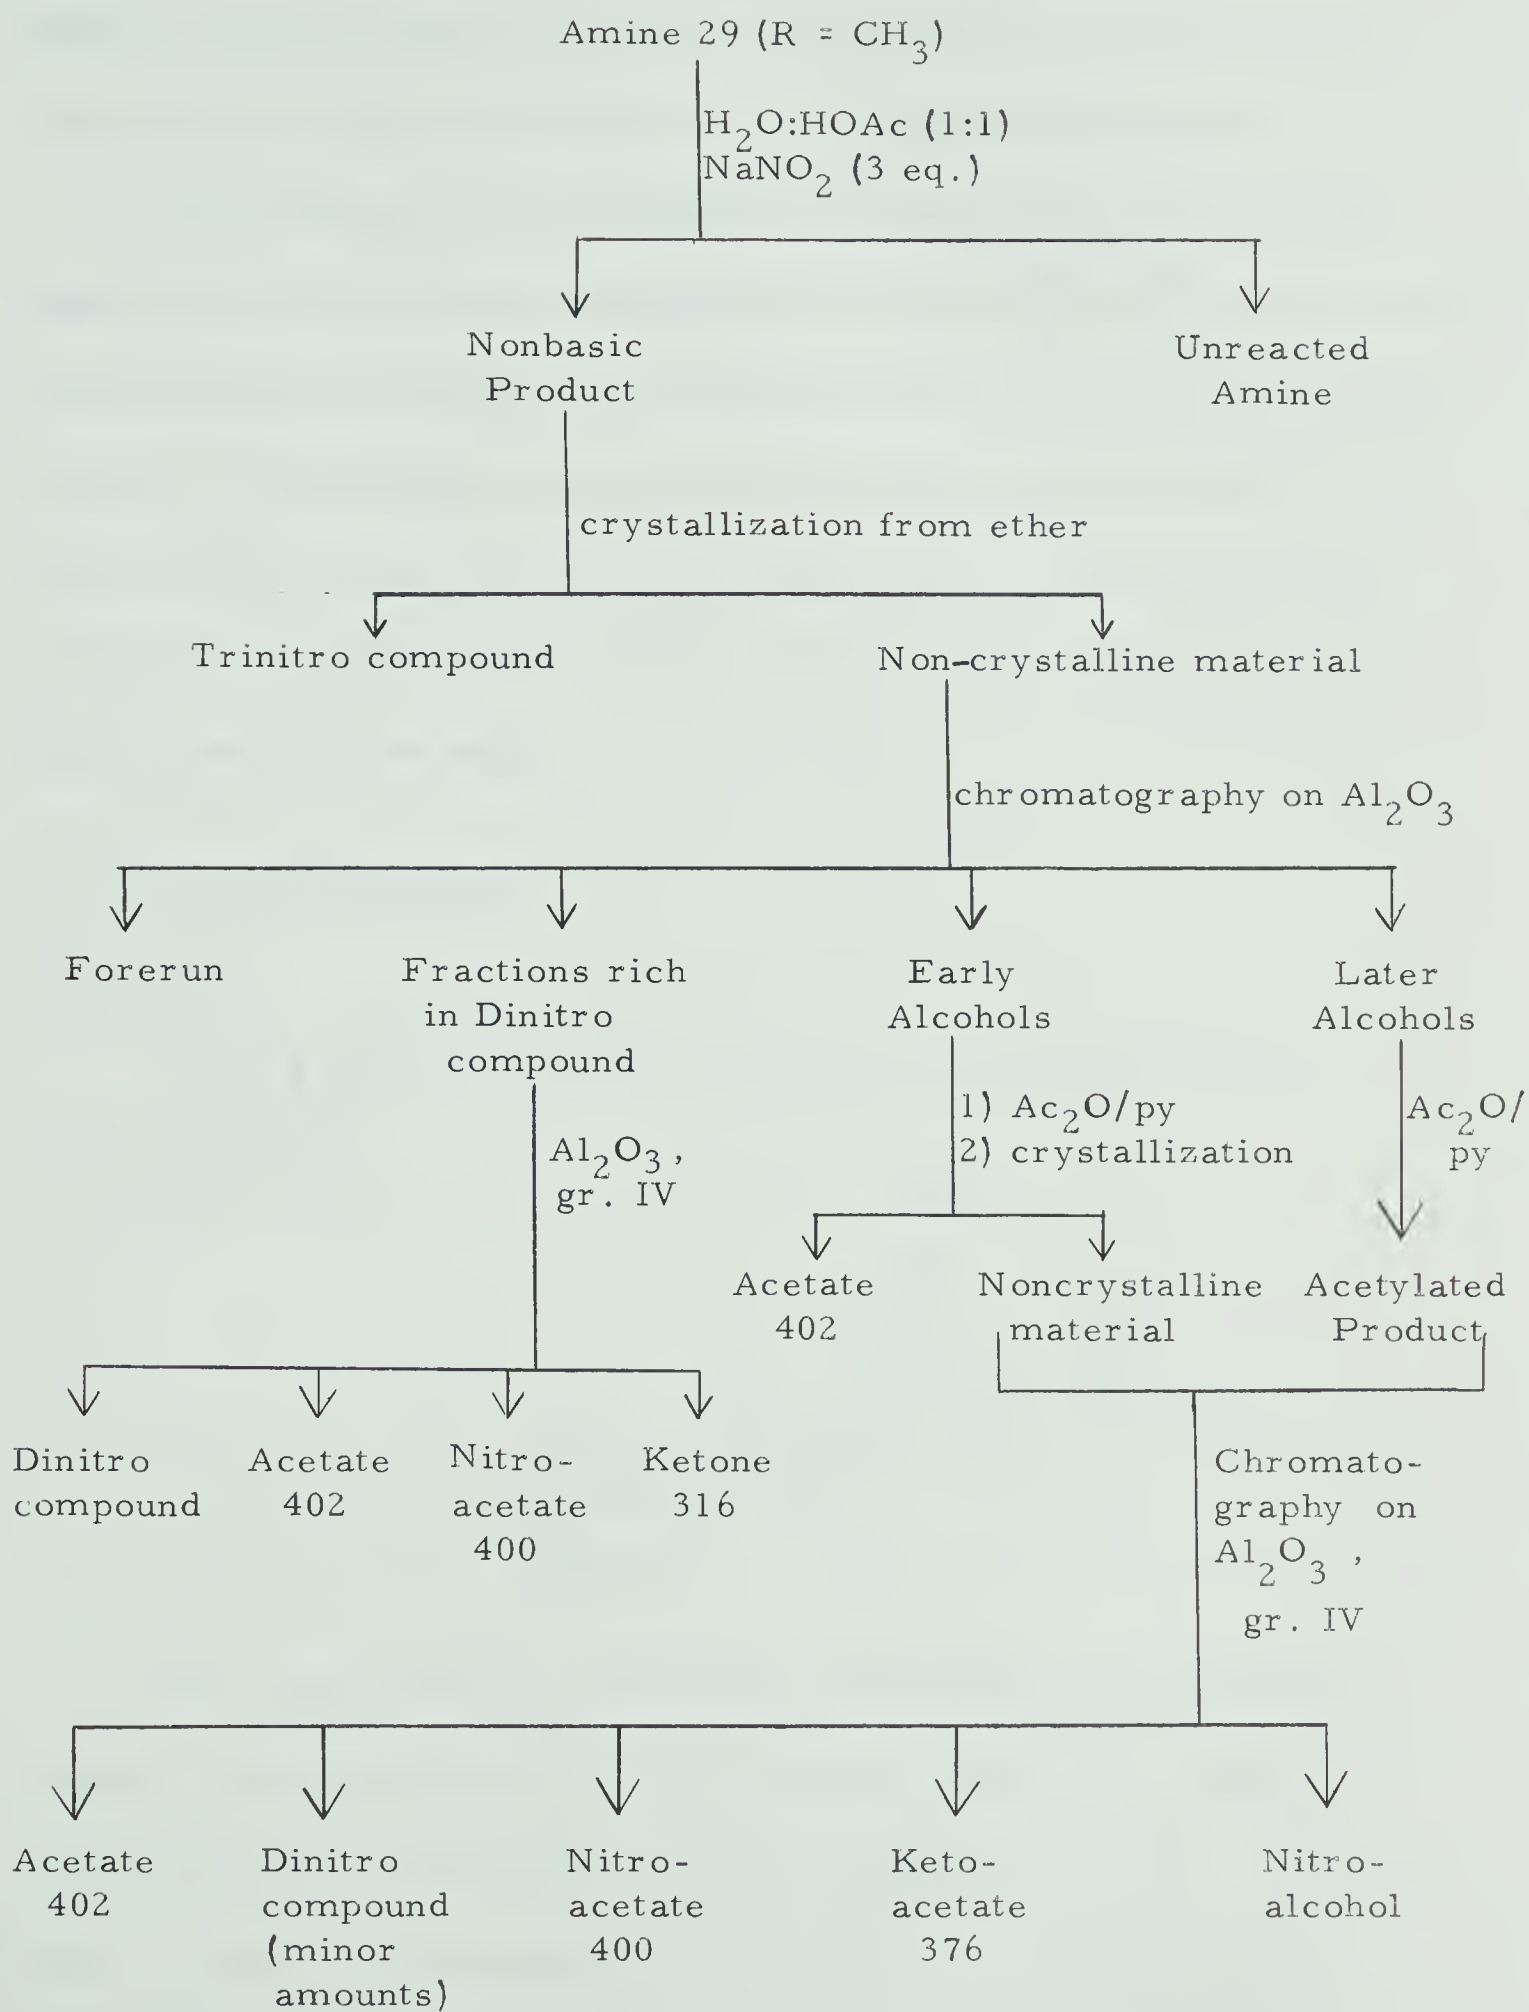 Amine 29 (R = CH₃)
H₂O:HOAc (1:1)
NaNO₂ (3 eq.)
Nonbasic
Product
Unreacted
Amine
crystallization from ether
Trinitro compound
Non-crystalline material
chromatography on Al₂O₃
Forerun
Fractions rich
in Dinitro
compound
Early
Alcohols
Later
Alcohols
Al₂O₃,
gr. IV
1) Ac₂O/py
2) crystallization
Ac₂O/
py
Acetate
402
Noncrystalline
material
Acetylated
Product
Dinitro
compound
Acetate
402
Nitro-
acetate
400
Ketone
316
Chromato-
graphy on
Al₂O₃ ,
gr. IV
Acetate
402
Dinitro
compound
(minor
amounts)
Nitro-
acetate
400
Keto-
acetate
376
Nitro-
alcohol